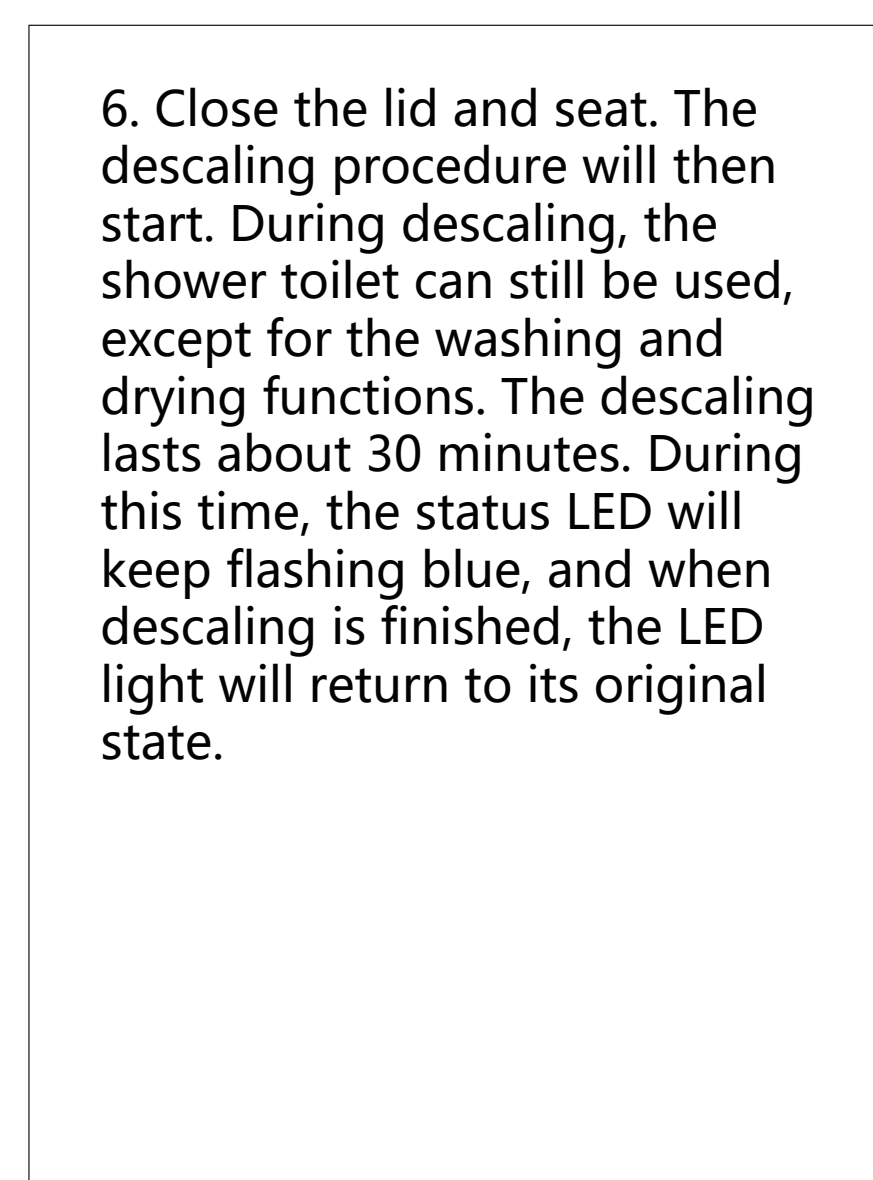 6. Close the lid and seat. The
descaling procedure will then
start. During descaling, the
shower toilet can still be used,
except for the washing and
drying functions. The descaling
lasts about 30 minutes. During
this time, the status LED will
keep flashing blue, and when
descaling is finished, the LED
light will return to its original
state.